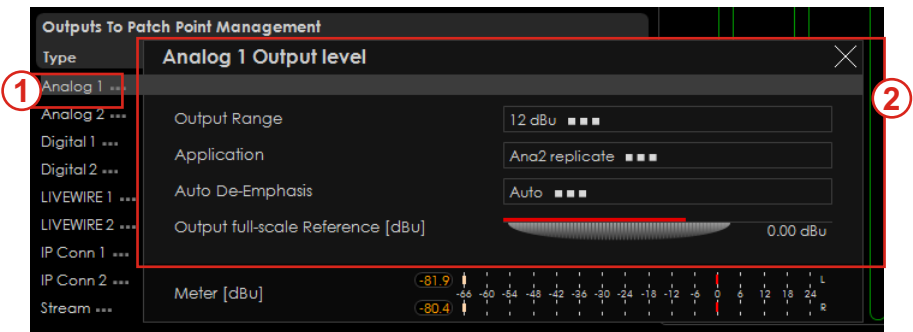 Outputs To Patch Point Management
Type
Analog 1 ...
Analog 2 ...
Digital 1 ...
Digital 2 ...
LIVEWIRE 1 ...
LIVEWIRE 2 ...
IP Conn 1 ...
IP Conn 2 ...
Stream ...
1
Analog 1 Output level
2
Output Range 12 dBu ■■■
Application Ana2 replicate ■■■
Auto De-Emphasis Auto ■■■
Output full-scale Reference [dBu] 0.00 dBu
Meter [dBu]
-81.9 L
-66 -60 -54 -48 -42 -36 -30 -24 -18 -12 -6 0 6 12 18 24
-80.4 R